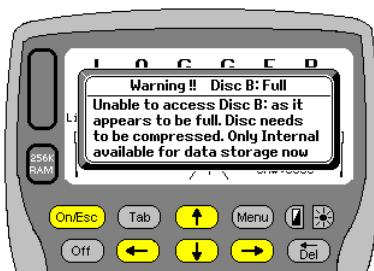 L O G G E R
Warning !! Disc B: Full
Unable to access Disc B: as it
appears to be full. Disc needs
to be compressed. Only Internal
available for data storage now
256K
RAM
On/Esc Tab Menu
Off Del